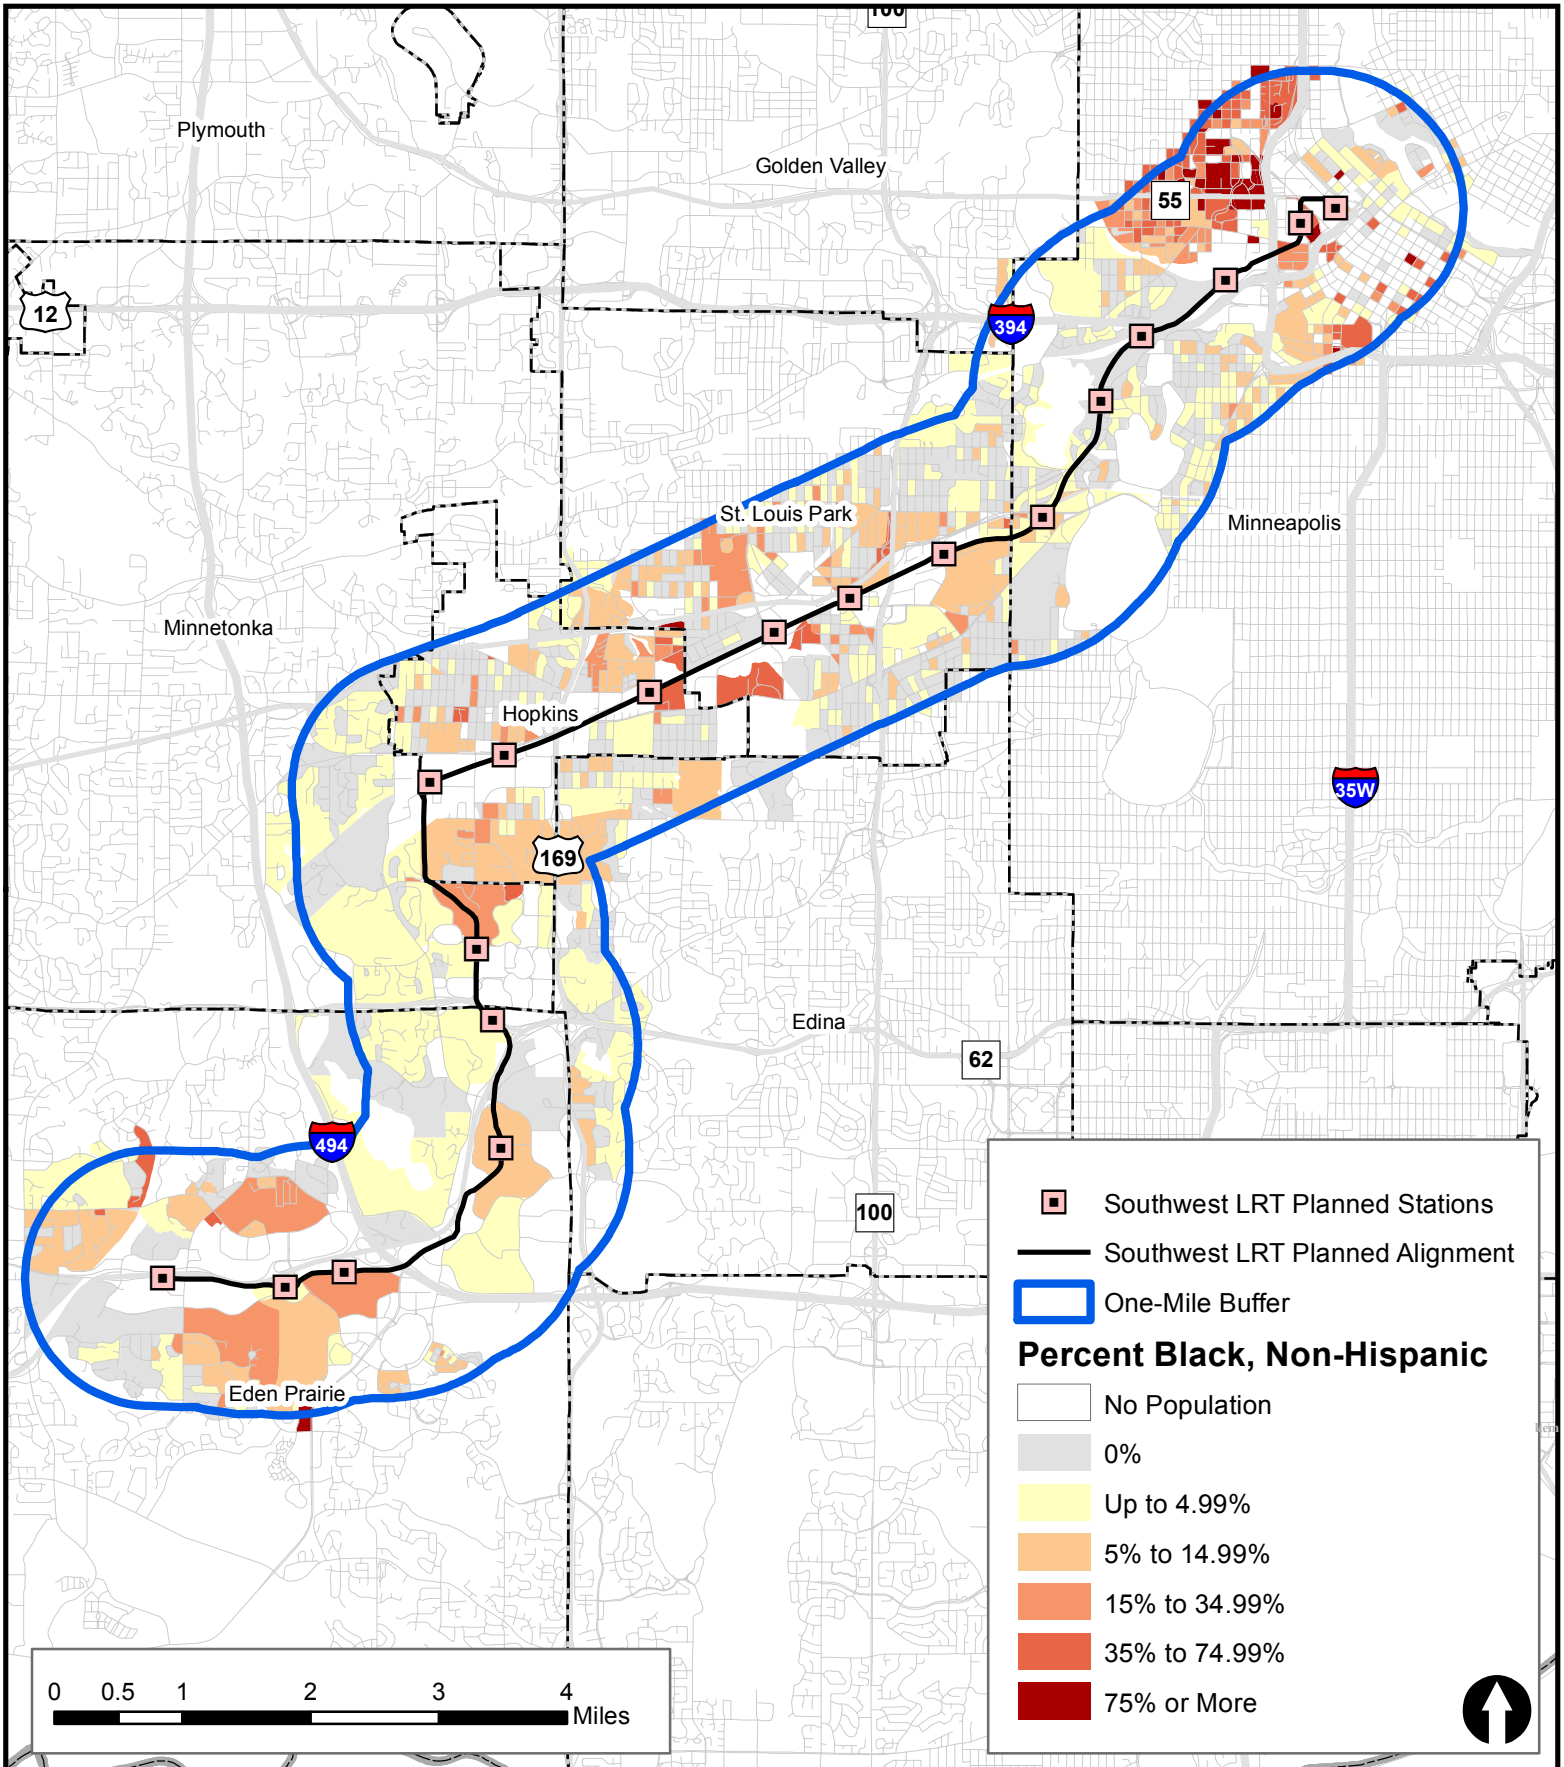 100
Plymouth
Golden Valley
55
12
394
St. Louis Park
Minneapolis
Minnetonka
Hopkins
35W
169
Edina
62
494
100
Eden Prairie
Southwest LRT Planned Stations
Southwest LRT Planned Alignment
One-Mile Buffer
Percent Black, Non-Hispanic
No Population
0%
Up to 4.99%
5% to 14.99%
15% to 34.99%
35% to 74.99%
75% or More
0 0.5 1 2 3 4
Miles